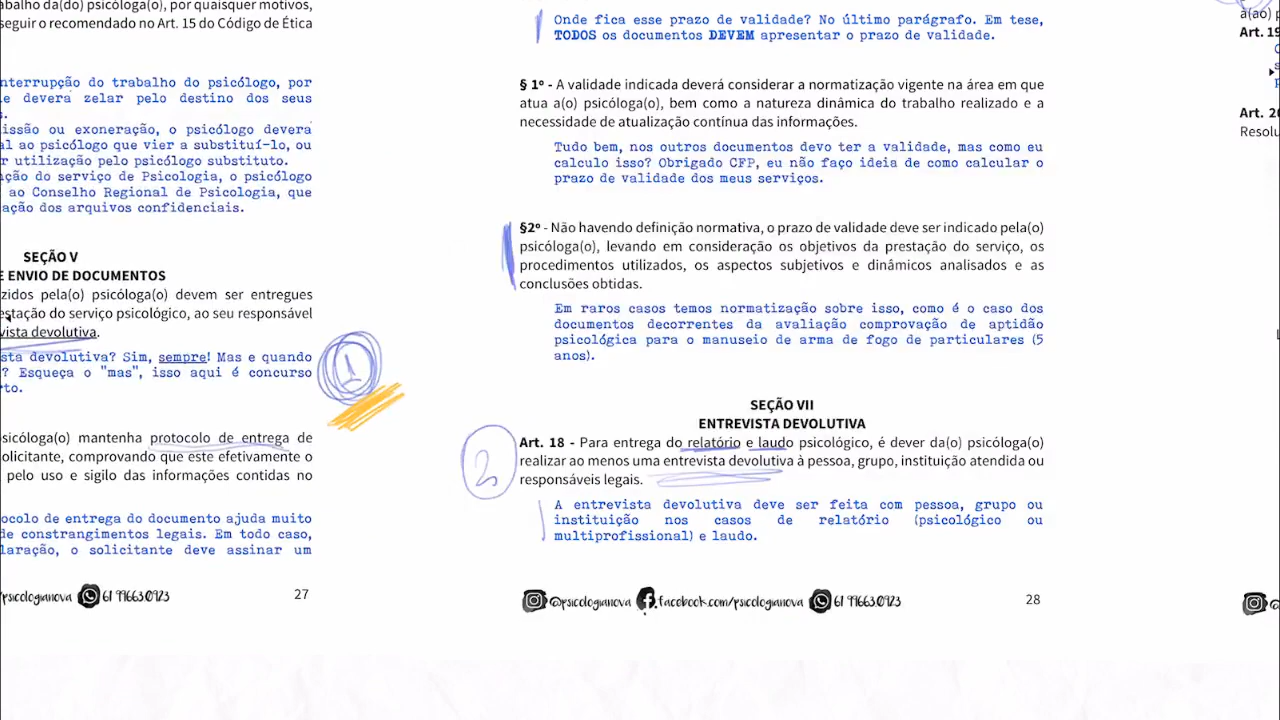 abalho da(do) psicóloga(o), por quaisquer motivos,
seguir o recomendado no Art. 15 do Código de Ética
nterrupção do trabalho do psicólogo, por
e deverá zelar pelo destino dos seus
s.
issão ou exoneração, o psicólogo deverá
al ao psicólogo que vier a substituí-lo, ou
r utilização pelo psicólogo substituto.
ção do serviço de Psicologia, o psicólogo
ao Conselho Regional de Psicologia, que
ação dos arquivos confidenciais.
SEÇÃO V
E ENVIO DE DOCUMENTOS
zidos pela(o) psicóloga(o) devem ser entregues
estação do serviço psicológico, ao seu responsável
vista devolutiva.
sta devolutiva? Sim, sempre! Mas e quando
? Esqueça o "mas", isso aqui é concurso
to.
1
sicóloga(o) mantenha protocolo de entrega de
olicitante, comprovando que este efetivamente o
pelo uso e sigilo das informações contidas no
ocolo de entrega do documento ajuda muito
de constrangimentos legais. Em todo caso,
laração, o solicitante deve assinar um
/psicologianova 61 99663.0923
27
Onde fica esse prazo de validade? No último parágrafo. Em tese,
TODOS os documentos DEVEM apresentar o prazo de validade.
§ 1º - A validade indicada deverá considerar a normatização vigente na área em que
atua a(o) psicóloga(o), bem como a natureza dinâmica do trabalho realizado e a
necessidade de atualização contínua das informações.
Tudo bem, nos outros documentos devo ter a validade, mas como eu
calculo isso? Obrigado CFP, eu não faço ideia de como calcular o
prazo de validade dos meus serviços.
§2º - Não havendo definição normativa, o prazo de validade deve ser indicado pela(o)
psicóloga(o), levando em consideração os objetivos da prestação do serviço, os
procedimentos utilizados, os aspectos subjetivos e dinâmicos analisados e as
conclusões obtidas.
Em raros casos temos normatização sobre isso, como é o caso dos
documentos decorrentes da avaliação comprovação de aptidão
psicológica para o manuseio de arma de fogo de particulares (5
anos).
SEÇÃO VII
ENTREVISTA DEVOLUTIVA
2
Art. 18 - Para entrega do relatório e laudo psicológico, é dever da(o) psicóloga(o)
realizar ao menos uma entrevista devolutiva à pessoa, grupo, instituição atendida ou
responsáveis legais.
A entrevista devolutiva deve ser feita com pessoa, grupo ou
instituição nos casos de relatório (psicológico ou
multiprofissional) e laudo.
@psicologianova facebook.com/psicologianova 61 99663.0923
28
a(ao) p
Art. 19
Art. 20
Resolu